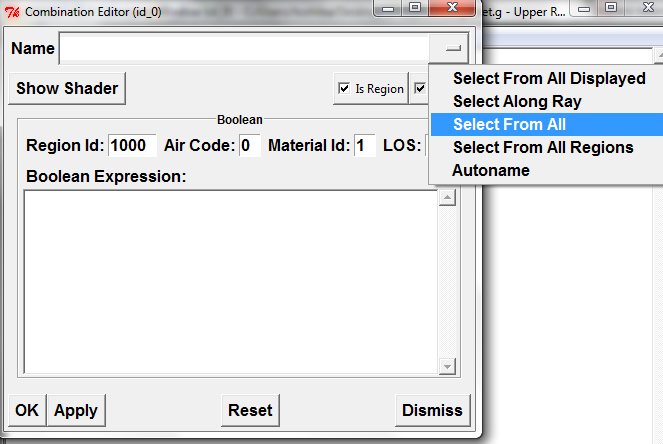 Combination Editor (id_0)
et.g - Upper R...
Name
Select From All Displayed
Show Shader
Is Region
Select Along Ray
Select From All
Boolean
Region Id: 1000 Air Code: 0 Material Id: 1 LOS:
Select From All Regions
Autoname
Boolean Expression:
OK Apply Reset Dismiss